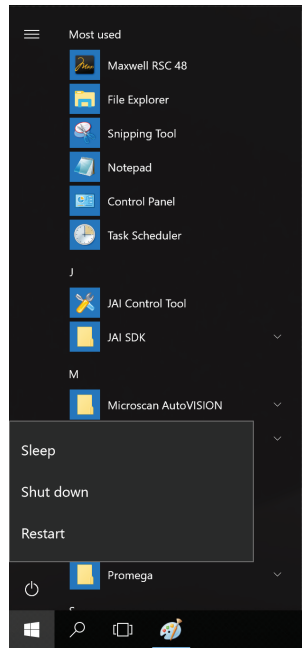 Most used
Maxwell RSC 48
File Explorer
Snipping Tool
Notepad
Control Panel
Task Scheduler
J
JAI Control Tool
JAI SDK
M
Microscan AutoVISION
Sleep
Shut down
Restart
Promega